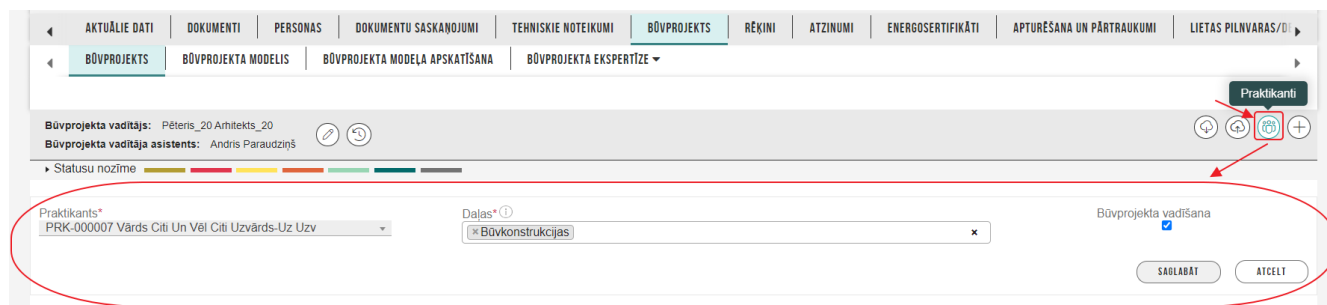 AKTUĀLIE DATI DOKUMENTI PERSONAS DOKUMENTU SASKAŅOJUMI TEHNISKIE NOTEIKUMI BŪVPROJEKTS RĒĶINI ATZINUMI ENERGOSERTIFIKĀTI APTURĒŠANA UN PĀRTRAUKUMI LIETAS PILNVARAS/
BŪVPROJEKTS BŪVPROJEKTA MODELIS BŪVPROJEKTA MODEĻA APSKATĪŠANA BŪVPROJEKTA EKSPERTĪZE
Praktikanti
Būvprojekta vadītājs: Pēteris_20 Arhitekts_20
Būvprojekta vadītāja asistents: Andris Paraudziņš
Statusu nozīme
Praktikants* Daļas* Būvprojekta vadīšana
PRK-000007 Vārds Citi Un Vēl Citi Uzvārds-Uz Uzv × Būvkonstrukcijas ×
SAGLABĀT ATCELT